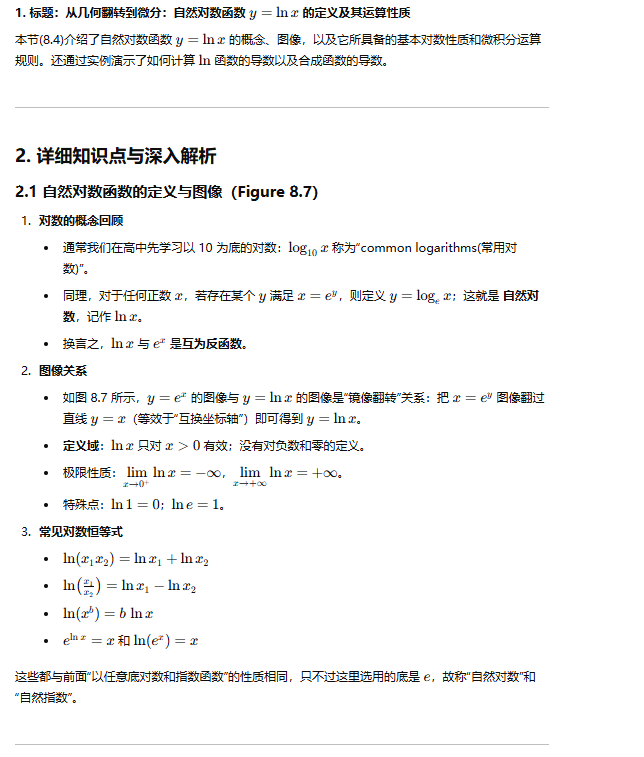 1. 标题：从几何翻转到微分：自然对数函数 y = ln x 的定义及其运算性质
本节(8.4)介绍了自然对数函数 y = ln x 的概念、图像，以及它所具备的基本对数性质和微积分运算
规则。还通过实例演示了如何计算 ln 函数的导数以及合成函数的导数。
2. 详细知识点与深入解析
2.1 自然对数函数的定义与图像（Figure 8.7）
1. 对数的概念回顾
• 通常我们在高中先学习以 10 为底的对数：log₁₀ x 称为“common logarithms(常用对
数)”。
• 同理，对于任何正数 x，若存在某个 y 满足 x = e^y，则定义 y = logₑ x；这就是 自然对
数，记作 ln x。
• 换言之，ln x 与 e^x 是互为反函数。
2. 图像关系
• 如图 8.7 所示，y = e^x 的图像与 y = ln x 的图像是“镜像翻转”关系：把 x = e^y 图像翻过
直线 y = x（等效于“互换坐标轴”）即可得到 y = ln x。
• 定义域：ln x 只对 x > 0 有效；没有对负数和零的定义。
• 极限性质：lim_{x→0⁺} ln x = −∞，lim_{x→+∞} ln x = +∞。
• 特殊点：ln 1 = 0；ln e = 1。
3. 常见对数恒等式
• ln(x₁x₂) = ln x₁ + ln x₂
• ln(x₁/x₂) = ln x₁ − ln x₂
• ln(x^b) = b ln x
• e^{ln x} = x 和 ln(e^x) = x
这些都与前面“以任意底对数和指数函数”的性质相同，只不过这里选用的底是 e，故称“自然对数”和
“自然指数”。